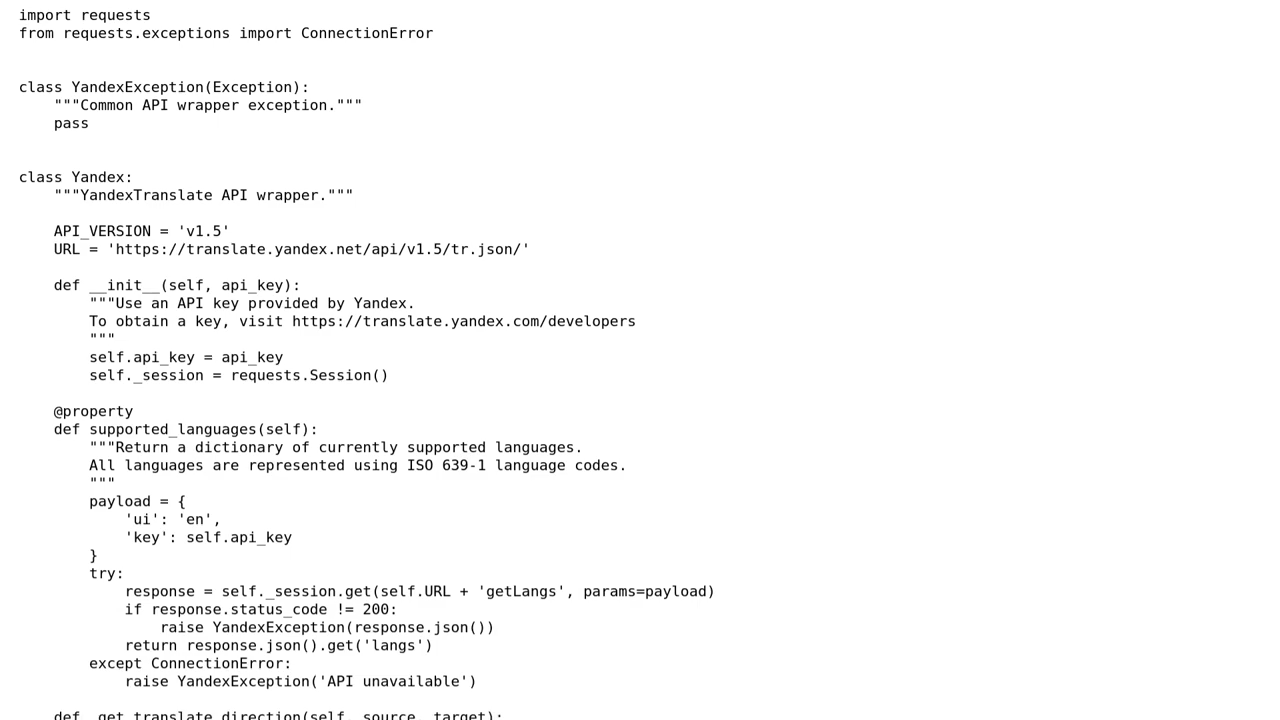 import requests
from requests.exceptions import ConnectionError


class YandexException(Exception):
    """Common API wrapper exception."""
    pass


class Yandex:
    """YandexTranslate API wrapper."""

    API_VERSION = 'v1.5'
    URL = 'https://translate.yandex.net/api/v1.5/tr.json/'

    def __init__(self, api_key):
        """Use an API key provided by Yandex.
        To obtain a key, visit https://translate.yandex.com/developers
        """
        self.api_key = api_key
        self._session = requests.Session()

    @property
    def supported_languages(self):
        """Return a dictionary of currently supported languages.
        All languages are represented using ISO 639-1 language codes.
        """
        payload = {
            'ui': 'en',
            'key': self.api_key
        }
        try:
            response = self._session.get(self.URL + 'getLangs', params=payload)
            if response.status_code != 200:
                raise YandexException(response.json())
            return response.json().get('langs')
        except ConnectionError:
            raise YandexException('API unavailable')

    def _get_translate_direction(self, source, target):